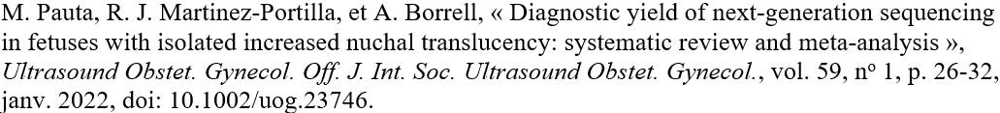 M. Pauta, R. J. Martinez-Portilla, et A. Borrell, « Diagnostic yield of next-generation sequencing
in fetuses with isolated increased nuchal translucency: systematic review and meta-analysis »,
Ultrasound Obstet. Gynecol. Off. J. Int. Soc. Ultrasound Obstet. Gynecol., vol. 59, nᵒ 1, p. 26-32,
janv. 2022, doi: 10.1002/uog.23746.